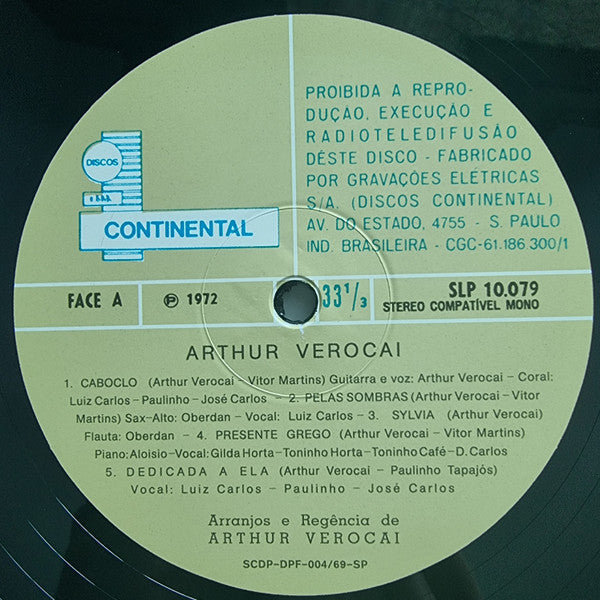 PROIBIDA A REPRO-
DUÇÃO, EXECUÇÃO E
RADIOTELEDIFUSÃO
DÊSTE DISCO - FABRICADO
POR GRAVAÇÕES ELÉTRICAS
S/A. (DISCOS CONTINENTAL)
AV. DO ESTADO, 4755 - S. PAULO
IND. BRASILEIRA - CGC-61.186.300/1
DISCOS
CONTINENTAL
FACE A
℗ 1972
33 1/3
SLP 10.079
STEREO COMPATÍVEL MONO
ARTHUR VEROCAI
1. CABOCLO (Arthur Verocai - Vitor Martins) Guitarra e voz: Arthur Verocai - Coral:
Luiz Carlos - Paulinho - José Carlos - 2. PELAS SOMBRAS (Arthur Verocai - Vitor
Martins) Sax-Alto: Oberdan - Vocal: Luiz Carlos - 3. SYLVIA (Arthur Verocai)
Flauta: Oberdan - 4. PRESENTE GREGO (Arthur Verocai - Vitor Martins)
Piano: Aloisio - Vocal: Gilda Horta - Toninho Horta - Toninho Café - D. Carlos
5. DEDICADA A ELA (Arthur Verocai - Paulinho Tapajós)
Vocal: Luiz Carlos - Paulinho - José Carlos
Arranjos e Regência de
ARTHUR VEROCAI
SCDP-DPF-004/69-SP